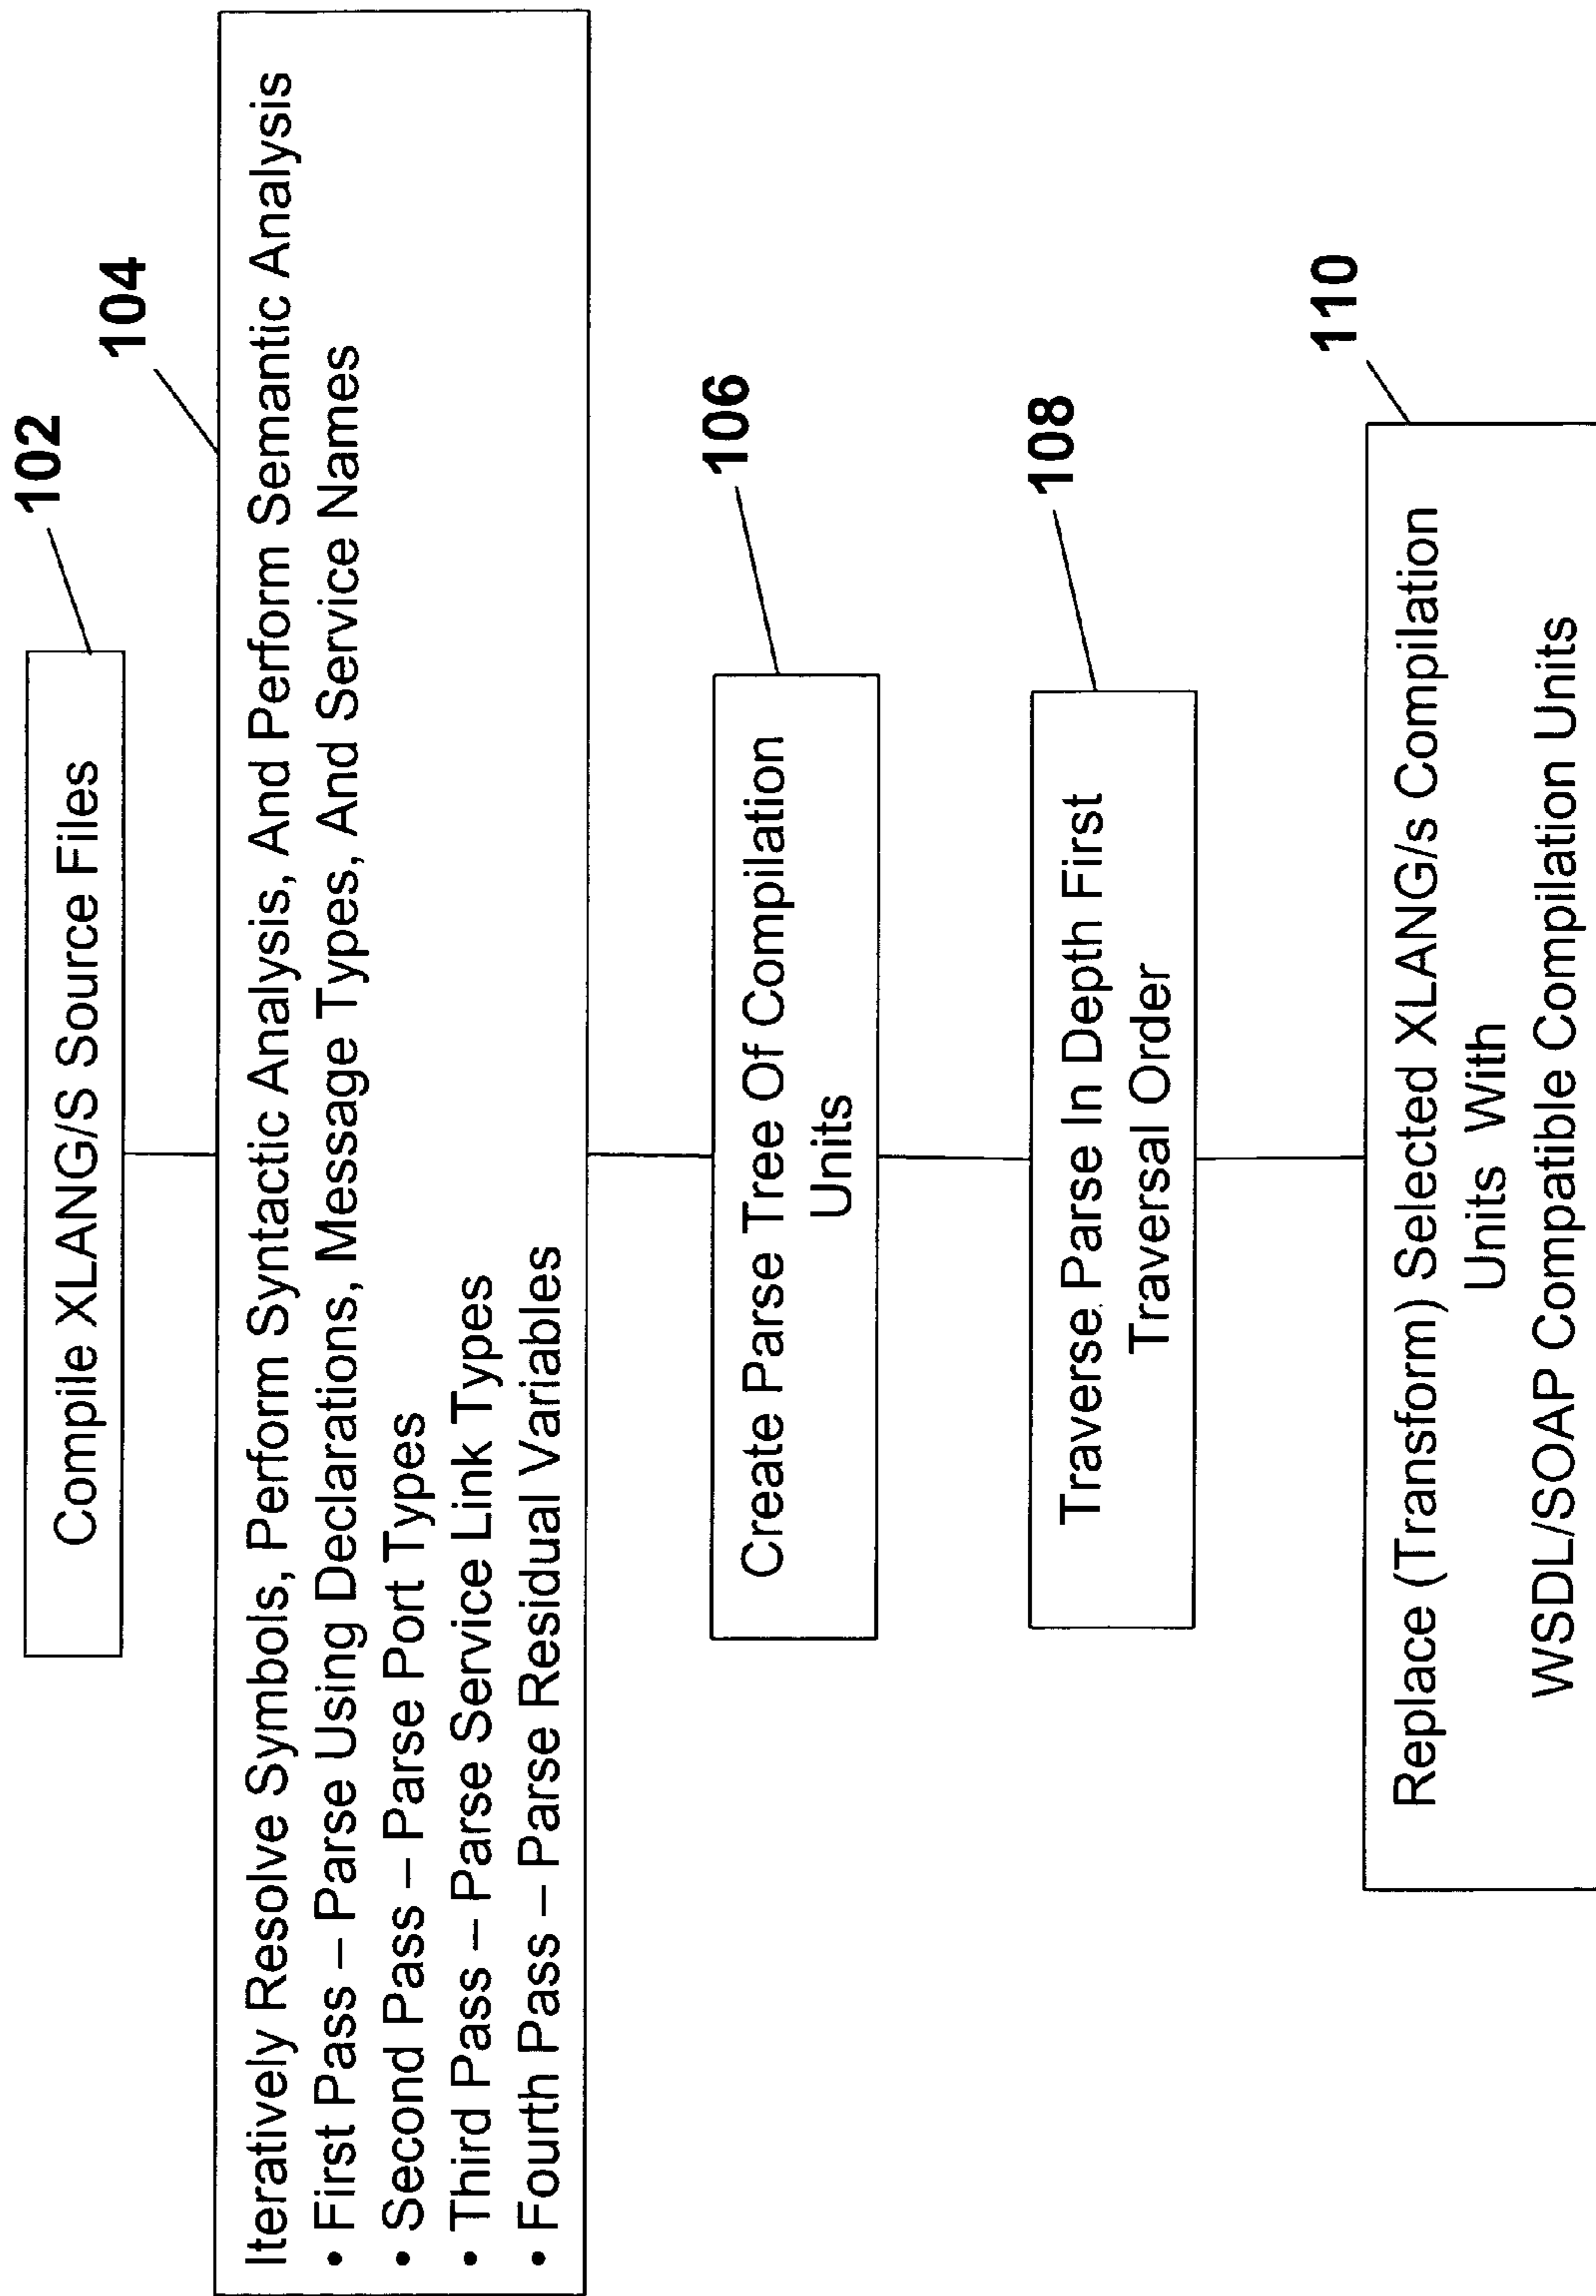 Compile XLANG/S Source Files
102
104
Iteratively Resolve Symbols, Perform Syntactic Analysis, And Perform Semantic Analysis
• First Pass – Parse Using Declarations, Message Types, And Service Names
• Second Pass – Parse Port Types
• Third Pass – Parse Service Link Types
• Fourth Pass – Parse Residual Variables
106
Create Parse Tree Of Compilation
Units
108
Traverse Parse In Depth First
Traversal Order
110
Replace (Transform) Selected XLANG/s Compilation
Units With
WSDL/SOAP Compatible Compilation Units